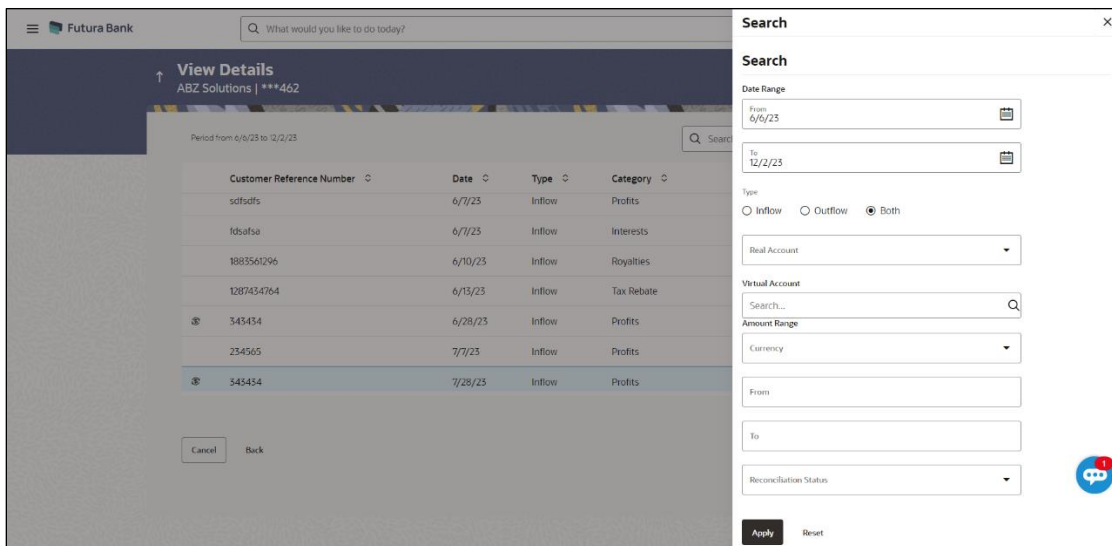 Futura Bank
What would you like to do today?
View Details
ABZ Solutions | ***462
Period from 6/6/23 to 12/2/23
Search
Customer Reference Number Date Type Category
sdfsdfs 6/7/23 Inflow Profits
fdsafsa 6/7/23 Inflow Interests
1883561296 6/10/23 Inflow Royalties
1287434764 6/13/23 Inflow Tax Rebate
343434 6/28/23 Inflow Profits
234565 7/7/23 Inflow Profits
343434 7/28/23 Inflow Profits
Cancel Back
Search
Search
Date Range
From
6/6/23
To
12/2/23
Type
Inflow Outflow Both
Real Account
Virtual Account
Search...
Amount Range
Currency
From
To
Reconciliation Status
Apply Reset
1